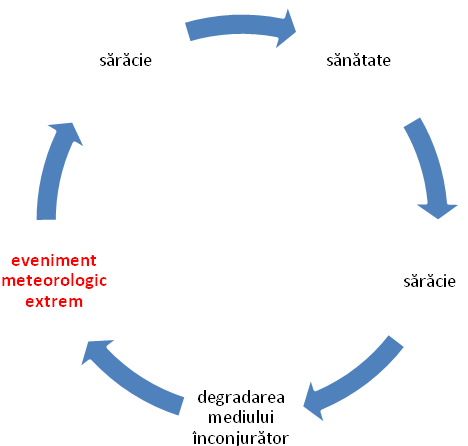 sărăcie
sănătate
sărăcie
degradarea
mediului
înconjurător
eveniment
meteorologic
extrem